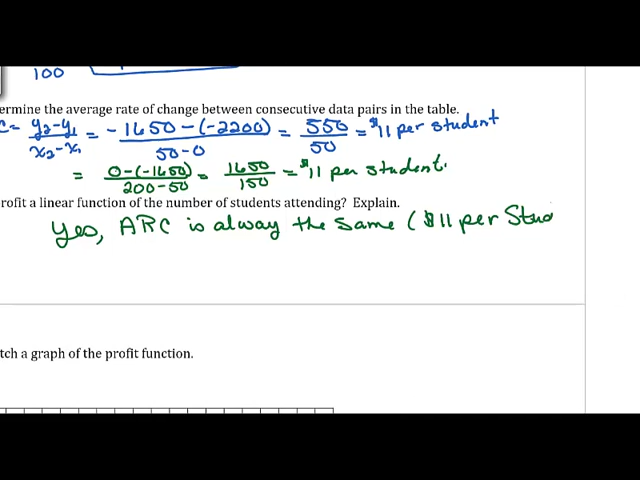 100
ermine the average rate of change between consecutive data pairs in the table.
C = y2-y1/x2-x1 = -1650-(-2200)/50-0 = 550/50 = $11 per student
= 0-(-1650)/200-50 = 1650/150 = $11 per student.
profit a linear function of the number of students attending? Explain.
Yes, ARC is alway the same ($11 per Stud
tch a graph of the profit function.